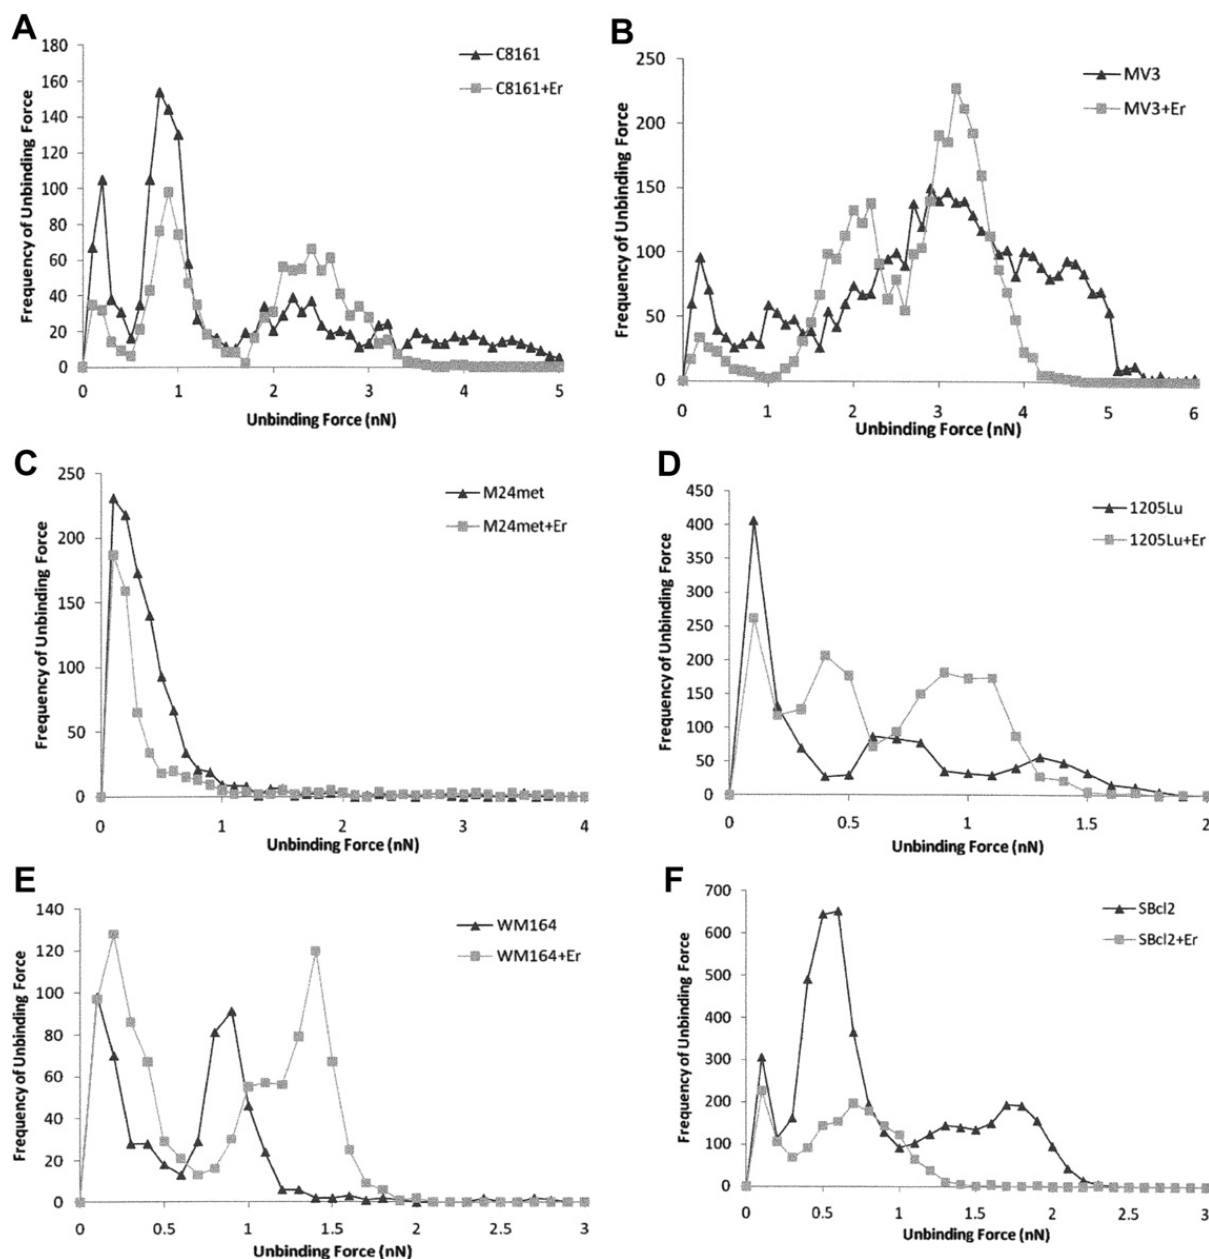 A
Frequency of Unbinding Force
180
160
140
120
100
80
60
40
20
0
0 1 2 3 4 5
Unbinding Force (nN)
C8161
C8161+Er
B
Frequency of Unbinding Force
250
200
150
100
50
0
0 1 2 3 4 5 6
Unbinding Force (nN)
MV3
MV3+Er
C
Frequency of Unbinding Force
250
200
150
100
50
0
0 1 2 3 4
Unbinding Force (nN)
M24met
M24met+Er
D
Frequency of Unbinding Force
450
400
350
300
250
200
150
100
50
0
0 0.5 1 1.5 2
Unbinding Force (nN)
1205Lu
1205Lu+Er
E
Frequency of Unbinding Force
140
120
100
80
60
40
20
0
0 0.5 1 1.5 2 2.5 3
Unbinding Force (nN)
WM164
WM164+Er
F
Frequency of Unbinding Force
700
600
500
400
300
200
100
0
0 0.5 1 1.5 2 2.5 3
Unbinding Force (nN)
SBcl2
SBcl2+Er